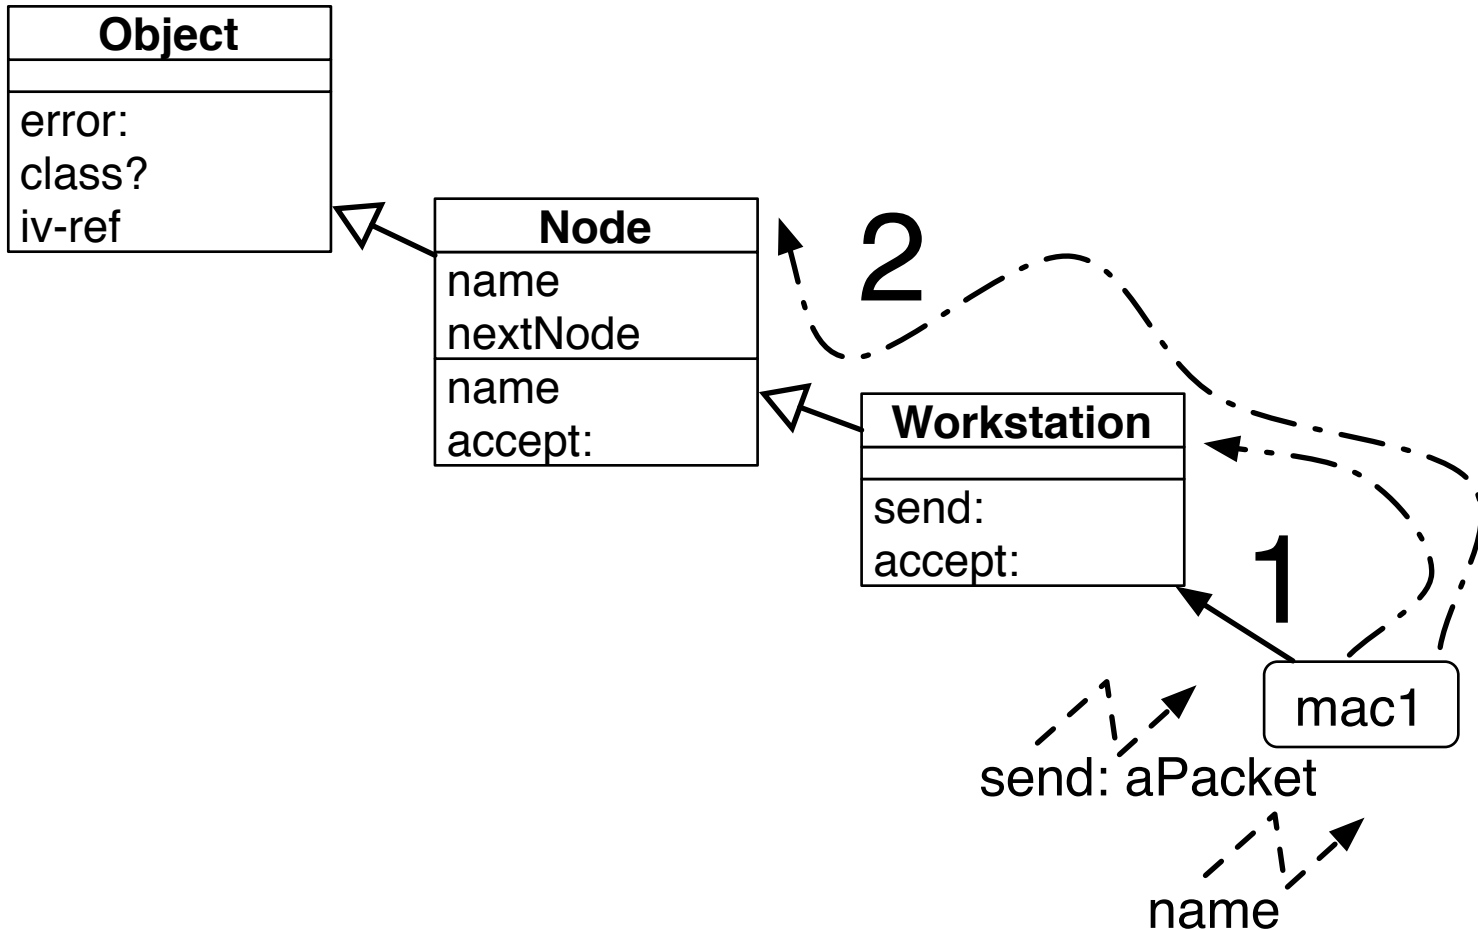 Object
error:
class?
iv-ref
Node
name
nextNode
name
accept:
2
Workstation
send:
accept:
1
mac1
send: aPacket
name